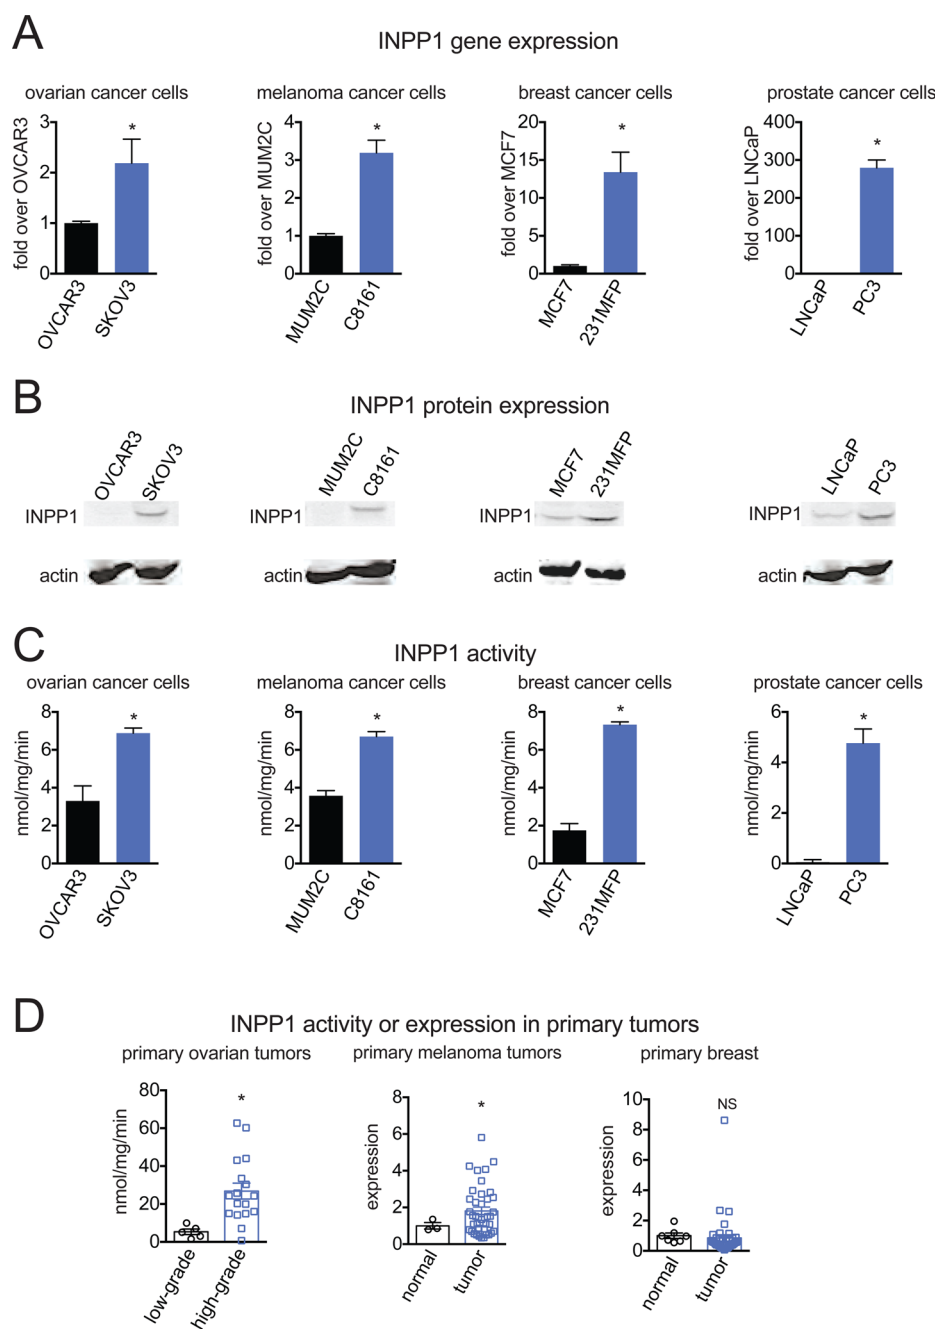 A
INPP1 gene expression
ovarian cancer cells
melanoma cancer cells
breast cancer cells
prostate cancer cells
fold over OVCAR3
3
2
1
0
*
OVCAR3
SKOV3
fold over MUM2C
4
3
2
1
0
*
MUM2C
C8161
fold over MCF7
20
15
10
5
0
*
MCF7
231MFP
fold over LNCaP
400
300
200
100
0
*
LNCaP
PC3
B
INPP1 protein expression
OVCAR3
SKOV3
MUM2C
C8161
MCF7
231MFP
LNCaP
PC3
INPP1
INPP1
INPP1
INPP1
actin
actin
actin
actin
C
INPP1 activity
ovarian cancer cells
melanoma cancer cells
breast cancer cells
prostate cancer cells
nmol/mg/min
8
6
4
2
0
*
OVCAR3
SKOV3
nmol/mg/min
8
6
4
2
0
*
MUM2C
C8161
nmol/mg/min
8
6
4
2
0
*
MCF7
231MFP
nmol/mg/min
6
4
2
0
*
LNCaP
PC3
D
INPP1 activity or expression in primary tumors
primary ovarian tumors
primary melanoma tumors
primary breast
nmol/mg/min
80
60
40
20
0
*
low-grade
high-grade
expression
8
6
4
2
0
*
normal
tumor
expression
10
8
6
4
2
0
NS
normal
tumor